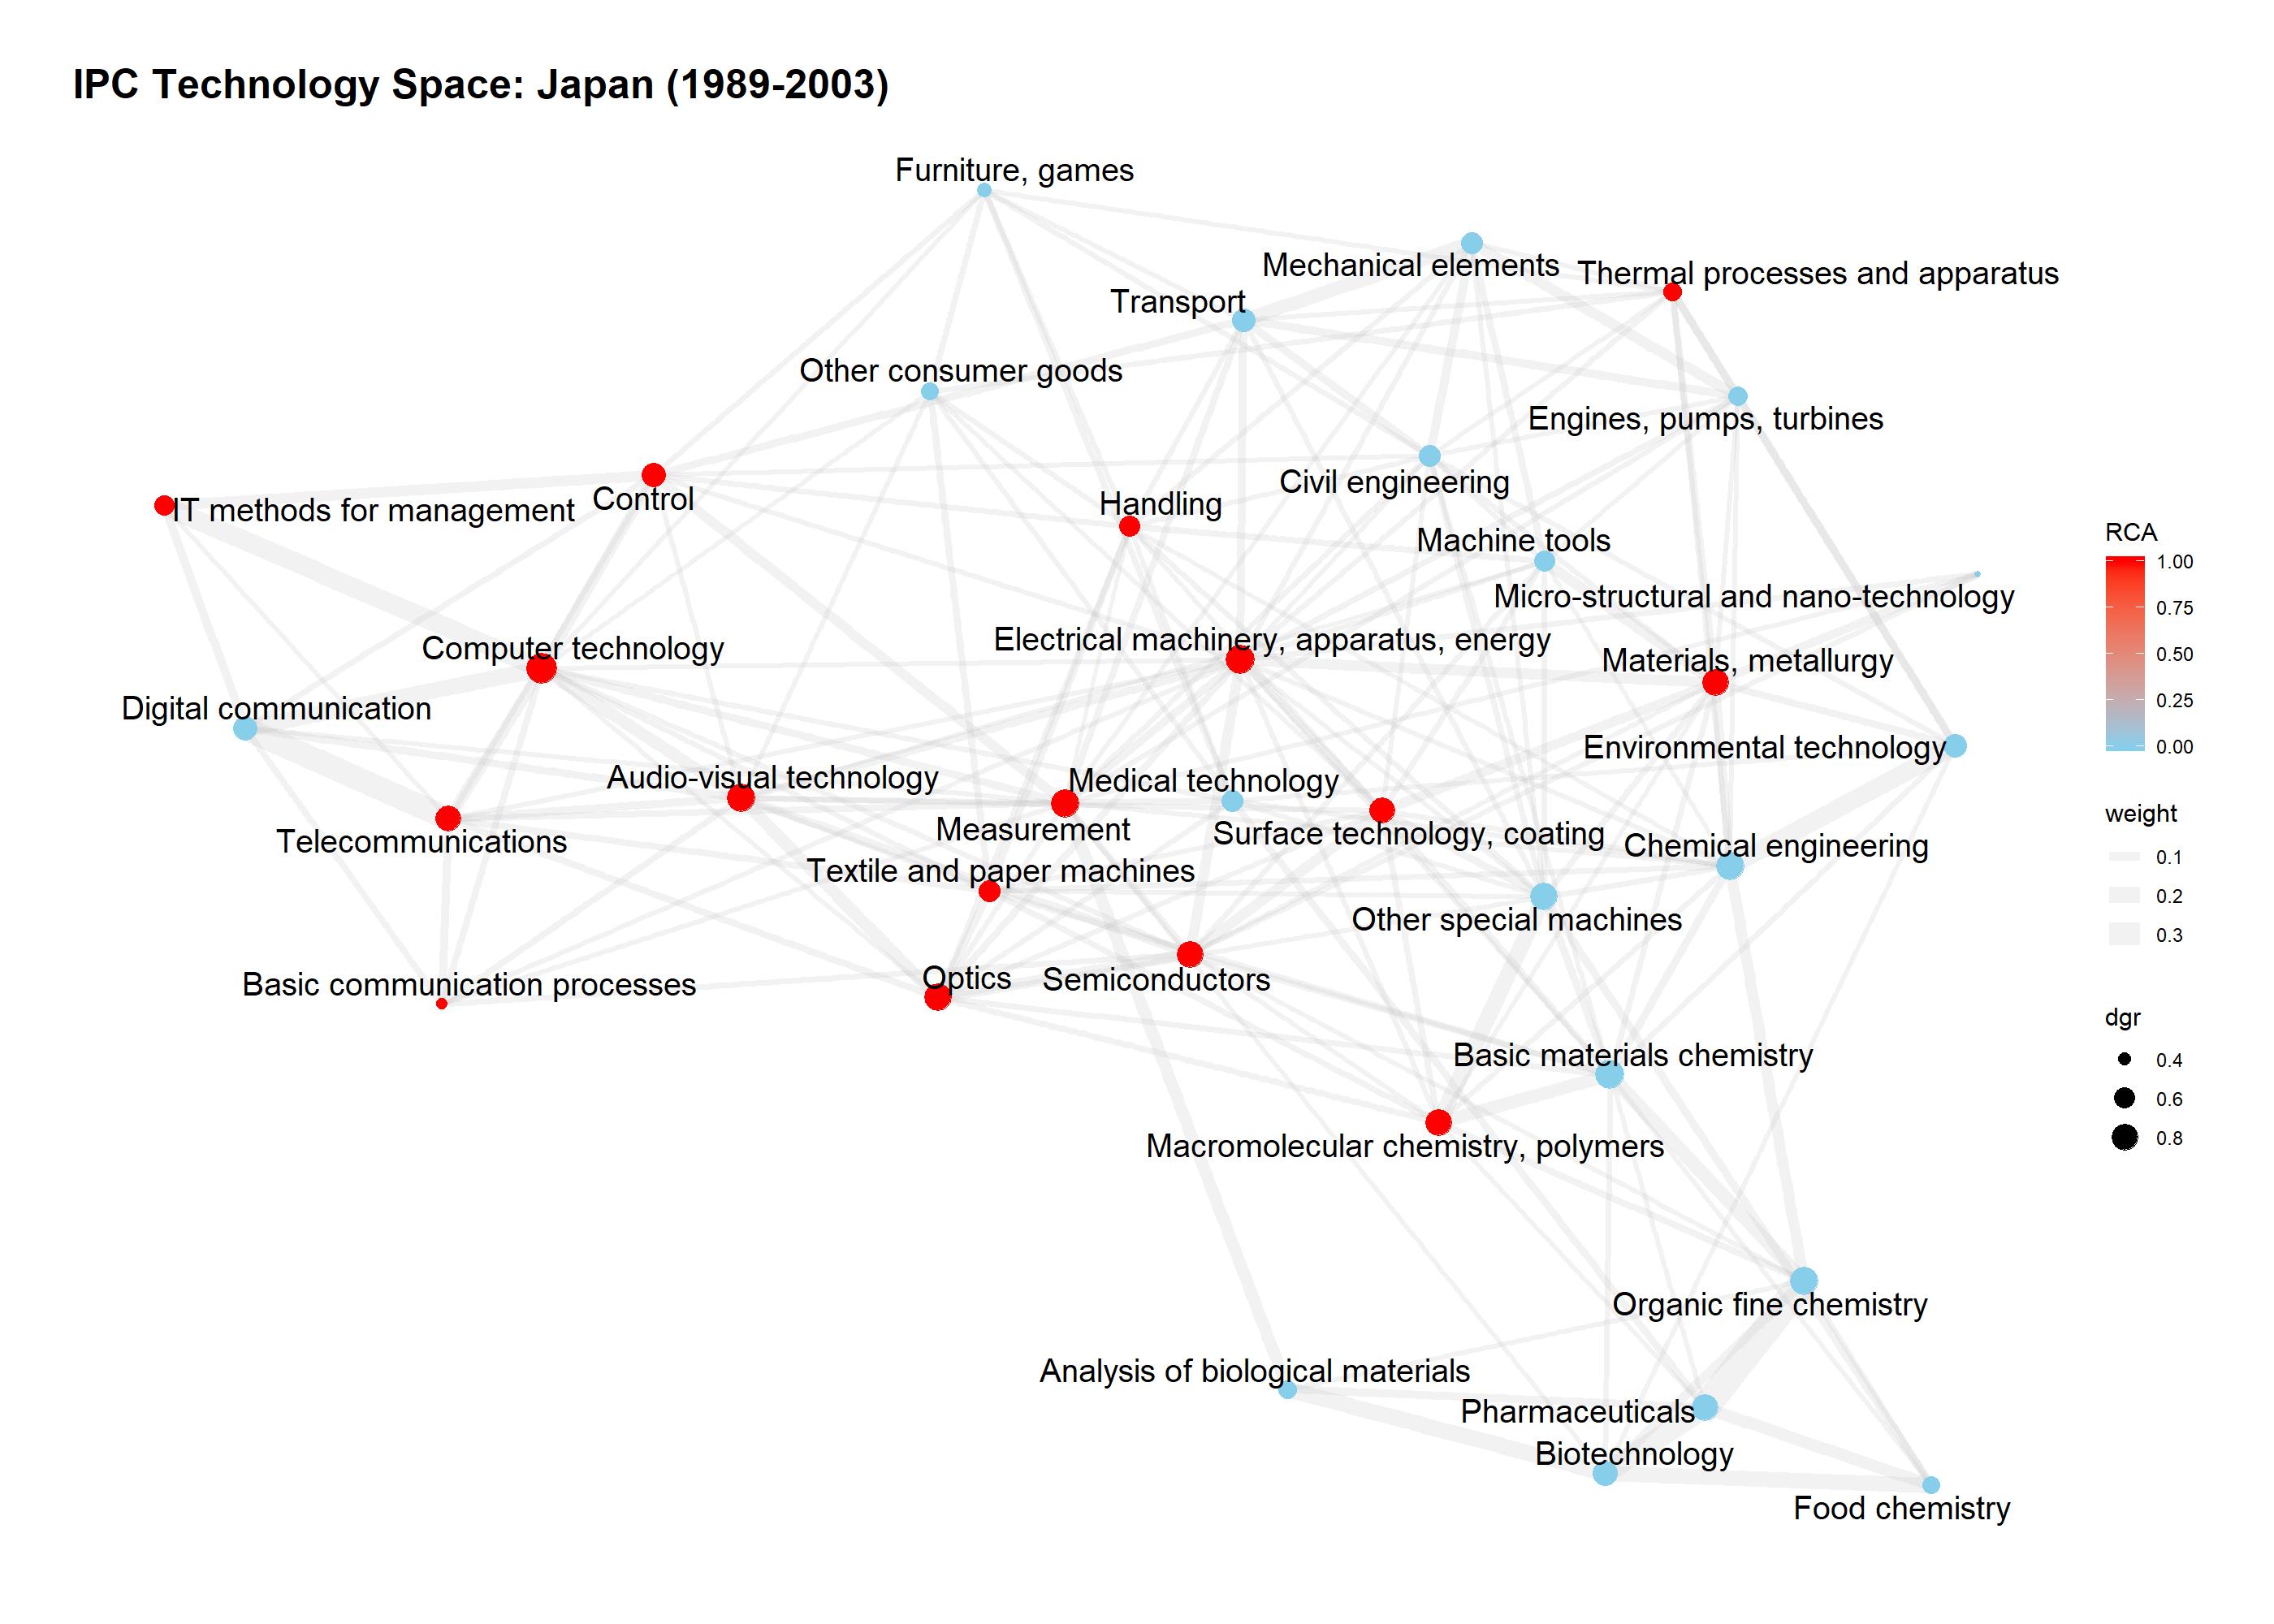 IPC Technology Space: Japan (1989-2003)
Furniture, games
Mechanical elements
Thermal processes and apparatus
Transport
Other consumer goods
Engines, pumps, turbines
Civil engineering
Control
IT methods for management
Handling
Machine tools
Micro-structural and nano-technology
Electrical machinery, apparatus, energy
Computer technology
Materials, metallurgy
Digital communication
Environmental technology
Audio-visual technology
Medical technology
Measurement
Surface technology, coating
Telecommunications
Chemical engineering
Textile and paper machines
Other special machines
Optics
Semiconductors
Basic communication processes
Basic materials chemistry
Macromolecular chemistry, polymers
Organic fine chemistry
Analysis of biological materials
Pharmaceuticals
Biotechnology
Food chemistry
RCA
1.00
0.75
0.50
0.25
0.00
weight
0.1
0.2
0.3
dgr
0.4
0.6
0.8